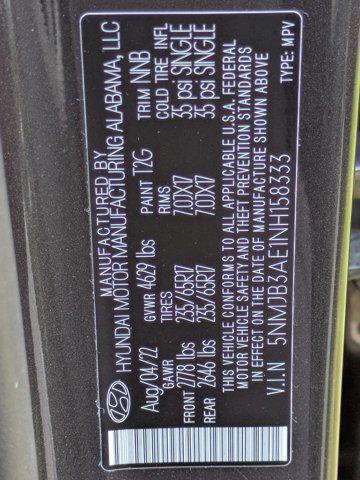 MANUFACTURED BY
HYUNDAI MOTOR MANUFACTURING ALABAMA, LLC
Aug/04/22 GVWR 4629 lbs PAINT T2G TRIM NNB
GAWR TIRES RIMS COLD TIRE INFL
FRONT 2778 lbs 235/65R17 7.0JX17 35 psi SINGLE
REAR 2646 lbs 235/65R17 7.0JX17 35 psi SINGLE
THIS VEHICLE CONFORMS TO ALL APPLICABLE U.S.A. FEDERAL
MOTOR VEHICLE SAFETY AND THEFT PREVENTION STANDARDS
IN EFFECT ON THE DATE OF MANUFACTURE SHOWN ABOVE
V.I.N 5NMJB3AE1NH158333 TYPE: MPV